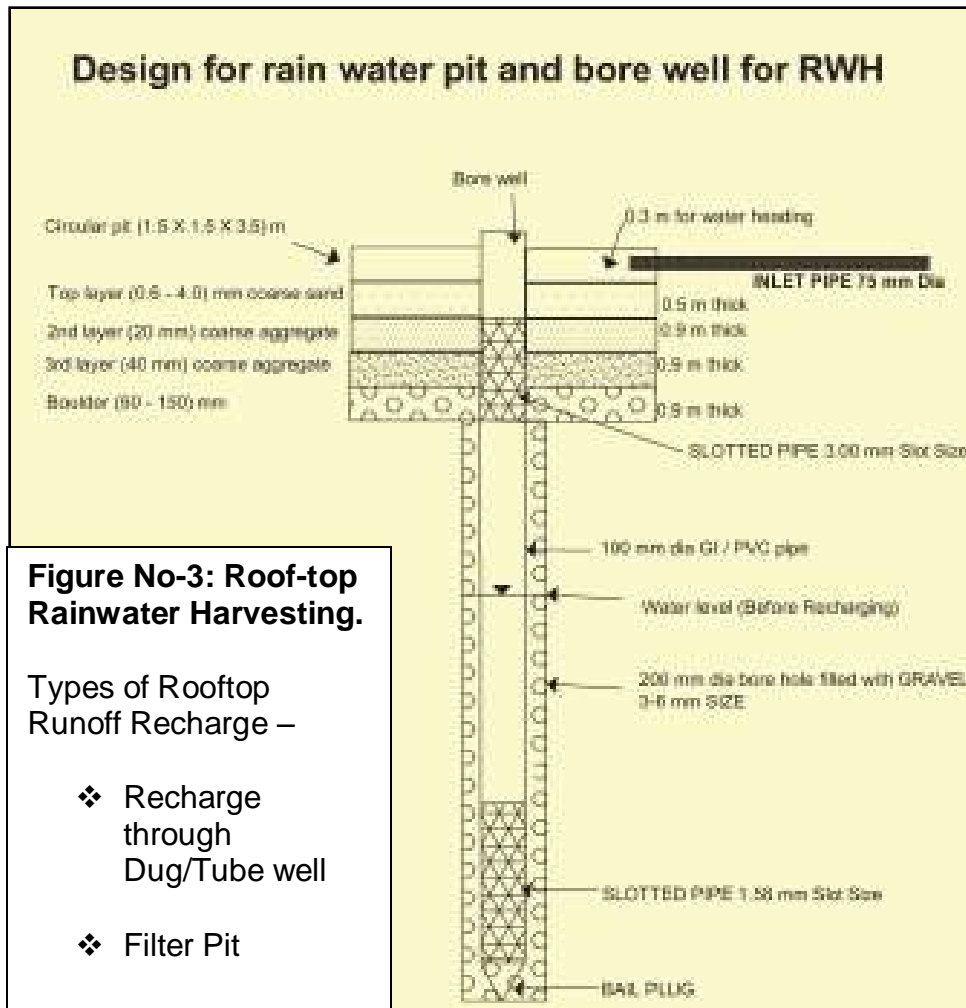 Design for rain water pit and bore well for RWH
Bore well
Circular pit (1.5 X 1.5 X 3.5) m
0.3 m for water heading
INLET PIPE 75 mm Dia
Top layer (0.6 - 4.0) mm coarse sand
0.5 m thick
2nd layer (20 mm) coarse aggregate
0.9 m thick
3rd layer (40 mm) coarse aggregate
0.9 m thick
Boulder (60 - 150) mm
0.9 m thick
SLOTTED PIPE 3.00 mm Slot Size
100 mm dia GI / PVC pipe
Water level (Before Recharging)
200 mm dia bore hole filled with GRAVEL
3-6 mm SIZE
SLOTTED PIPE 1.58 mm Slot Size
BAIL PLUG
Figure No-3: Roof-top
Rainwater Harvesting.
Types of Rooftop
Runoff Recharge –
❖ Recharge
through
Dug/Tube well
❖ Filter Pit